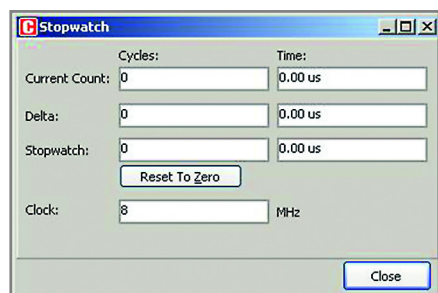 C Stopwatch
Cycles: Time:
Current Count: 0 0.00 us
Delta: 0 0.00 us
Stopwatch: 0 0.00 us
Reset To Zero
Clock: 8 MHz
Close